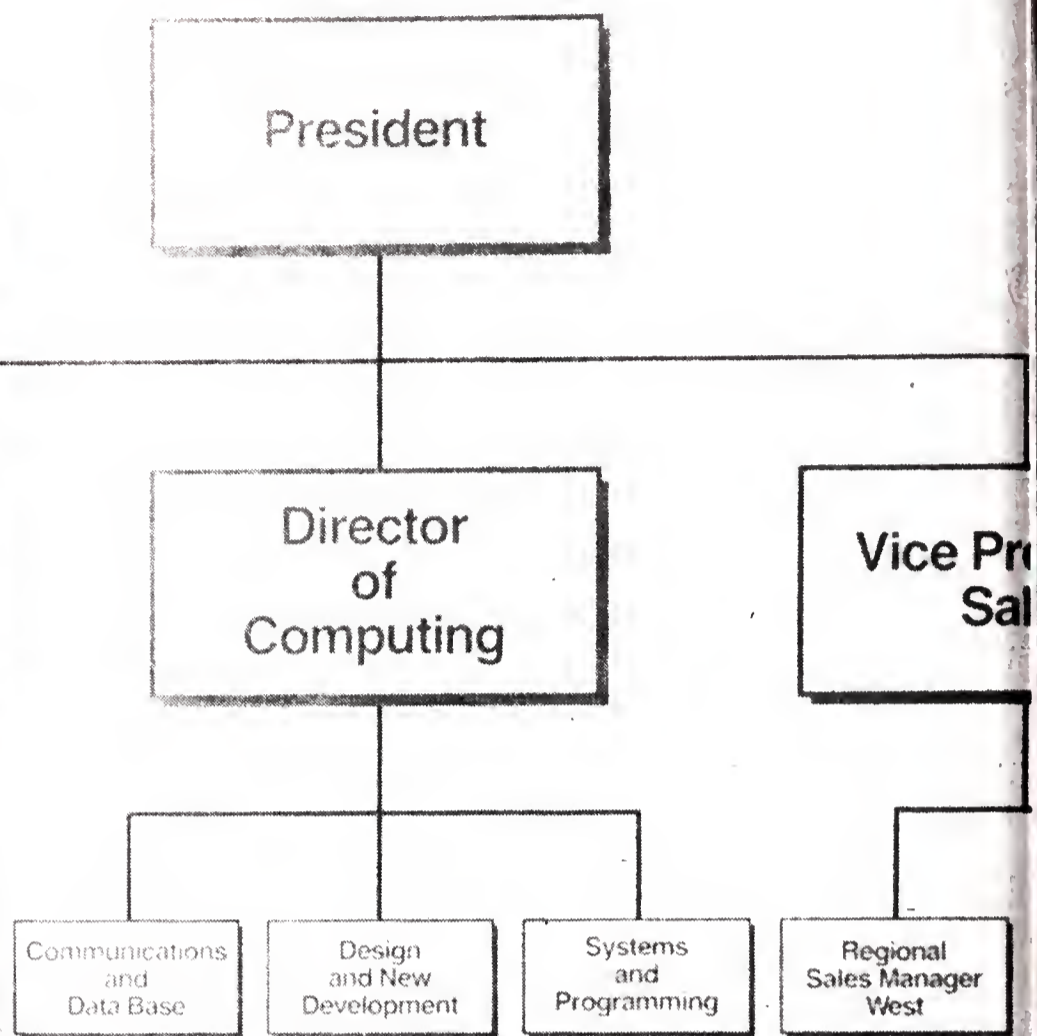 President
Director
of
Computing
Vice
Communications
and
Data Base
Design
and New
Development
Systems
and
Programming
Regional
Sales Manager
West